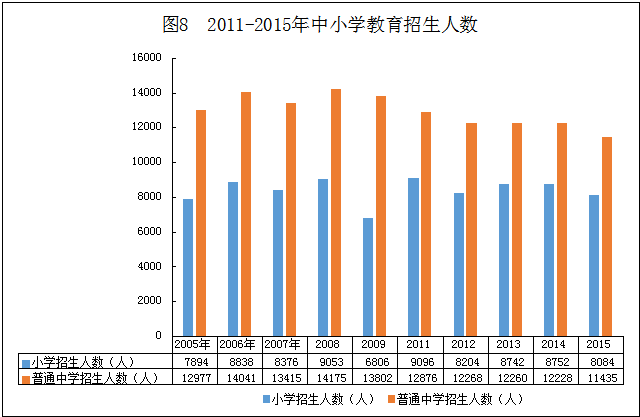 图8  2011-2015年中小学教育招生人数
16000
14000
12000
10000
8000
6000
4000
2000
0
2005年 2006年 2007年 2008 2009 2011 2012 2013 2014 2015
小学招生人数（人） 7894 8838 8376 9053 6806 9096 8204 8742 8752 8084
普通中学招生人数（人） 12977 14041 13415 14175 13802 12876 12268 12260 12228 11435
小学招生人数（人） 普通中学招生人数（人）